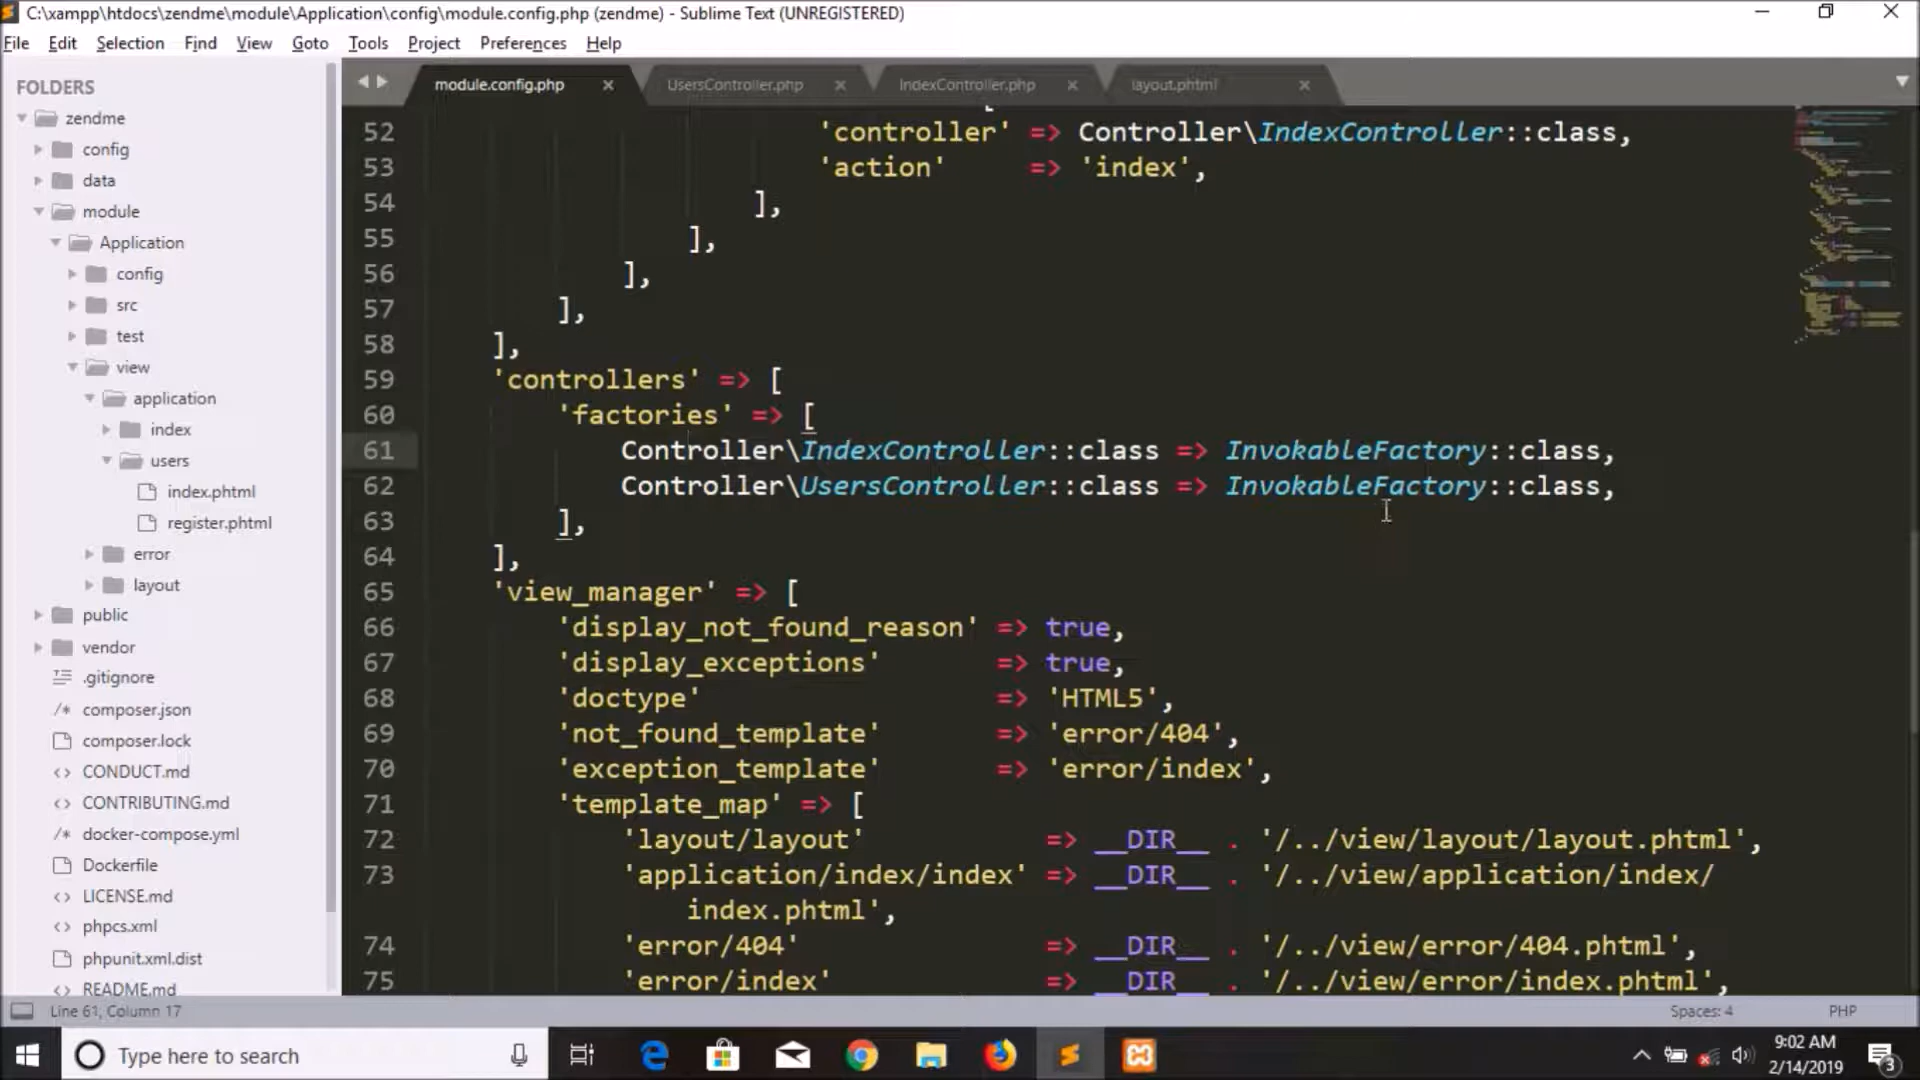 C:\xampp\htdocs\zendme\module\Application\config\module.config.php (zendme) - Sublime Text (UNREGISTERED)
File Edit Selection Find View Goto Tools Project Preferences Help
FOLDERS
zendme
config
data
module
Application
config
src
test
view
application
index
users
index.phtml
register.phtml
error
layout
public
vendor
.gitignore
/* composer.json
composer.lock
<> CONDUCT.md
<> CONTRIBUTING.md
/* docker-compose.yml
Dockerfile
<> LICENSE.md
<> phpcs.xml
phpunit.xml.dist
<> README.md
module.config.php × UsersController.php × IndexController.php × layout.phtml ×
[
52 'controller' => Controller\IndexController::class,
53 'action' => 'index',
54 ],
55 ],
56 ],
57 ],
58 ],
59 'controllers' => [
60 'factories' => [
61 Controller\IndexController::class => InvokableFactory::class,
62 Controller\UsersController::class => InvokableFactory::class,
63 ],
64 ],
65 'view_manager' => [
66 'display_not_found_reason' => true,
67 'display_exceptions' => true,
68 'doctype' => 'HTML5',
69 'not_found_template' => 'error/404',
70 'exception_template' => 'error/index',
71 'template_map' => [
72 'layout/layout' => __DIR__ . '/../view/layout/layout.phtml',
73 'application/index/index' => __DIR__ . '/../view/application/index/
index.phtml',
74 'error/404' => __DIR__ . '/../view/error/404.phtml',
75 'error/index' => __DIR__ . '/../view/error/index.phtml',
Line 61, Column 17
Spaces: 4
PHP
Type here to search
9:02 AM
2/14/2019
3